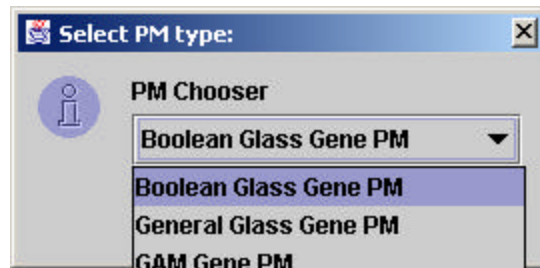 Select PM type:
PM Chooser
Boolean Glass Gene PM
Boolean Glass Gene PM
General Glass Gene PM
GAM Gene PM